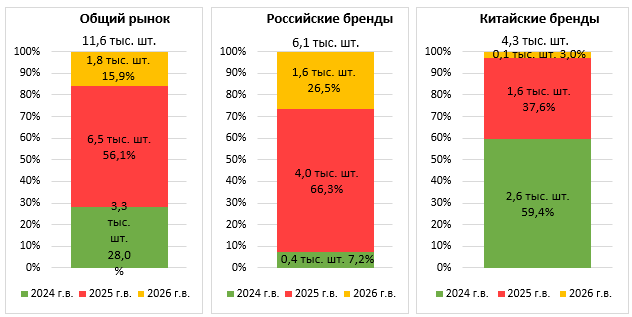 Общий рынок
11,6 тыс. шт.
100%
90%
80%
70%
60%
50%
40%
30%
20%
10%
0%
1,8 тыс. шт.
15,9%
6,5 тыс. шт.
56,1%
3,3
тыс.
шт.
28,0
%
2024 г.в. 2025 г.в. 2026 г.в.
Российские бренды
6,1 тыс. шт.
100%
90%
80%
70%
60%
50%
40%
30%
20%
10%
0%
1,6 тыс. шт.
26,5%
4,0 тыс. шт.
66,3%
0,4 тыс. шт. 7,2%
2024 г.в. 2025 г.в. 2026 г.в.
Китайские бренды
4,3 тыс. шт.
100%
90%
80%
70%
60%
50%
40%
30%
20%
10%
0%
0,1 тыс. шт. 3,0%
1,6 тыс. шт.
37,6%
2,6 тыс. шт.
59,4%
2024 г.в. 2025 г.в. 2026 г.в.